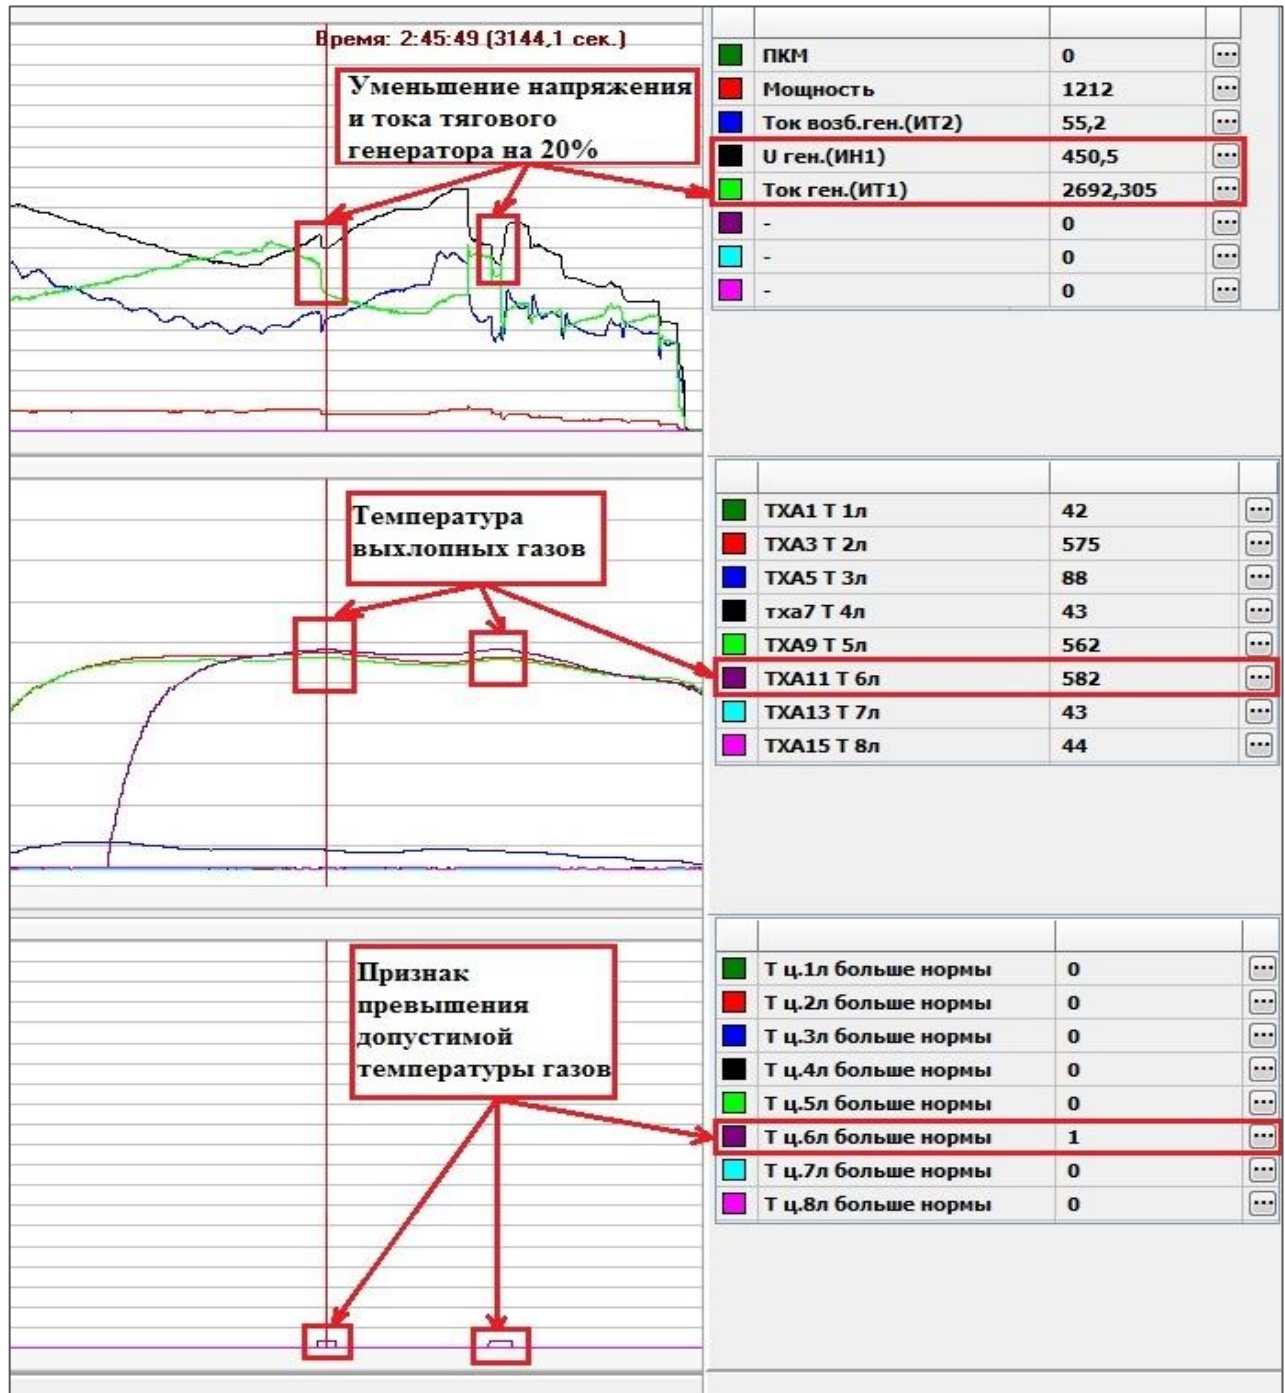 Время: 2:45:49 (3144,1 сек.)
Уменьшение напряжения
и тока тягового
генератора на 20%
ПКМ 0
Мощность 1212
Ток возб.ген.(ИТ2) 55,2
U ген.(ИН1) 450,5
Ток ген.(ИТ1) 2692,305
- 0
- 0
- 0
Температура
выхлопных газов
ТХА1 Т 1л 42
ТХА3 Т 2л 575
ТХА5 Т 3л 88
тха7 Т 4л 43
ТХА9 Т 5л 562
ТХА11 Т 6л 582
ТХА13 Т 7л 43
ТХА15 Т 8л 44
Признак
превышения
допустимой
температуры газов
Т ц.1л больше нормы 0
Т ц.2л больше нормы 0
Т ц.3л больше нормы 0
Т ц.4л больше нормы 0
Т ц.5л больше нормы 0
Т ц.6л больше нормы 1
Т ц.7л больше нормы 0
Т ц.8л больше нормы 0